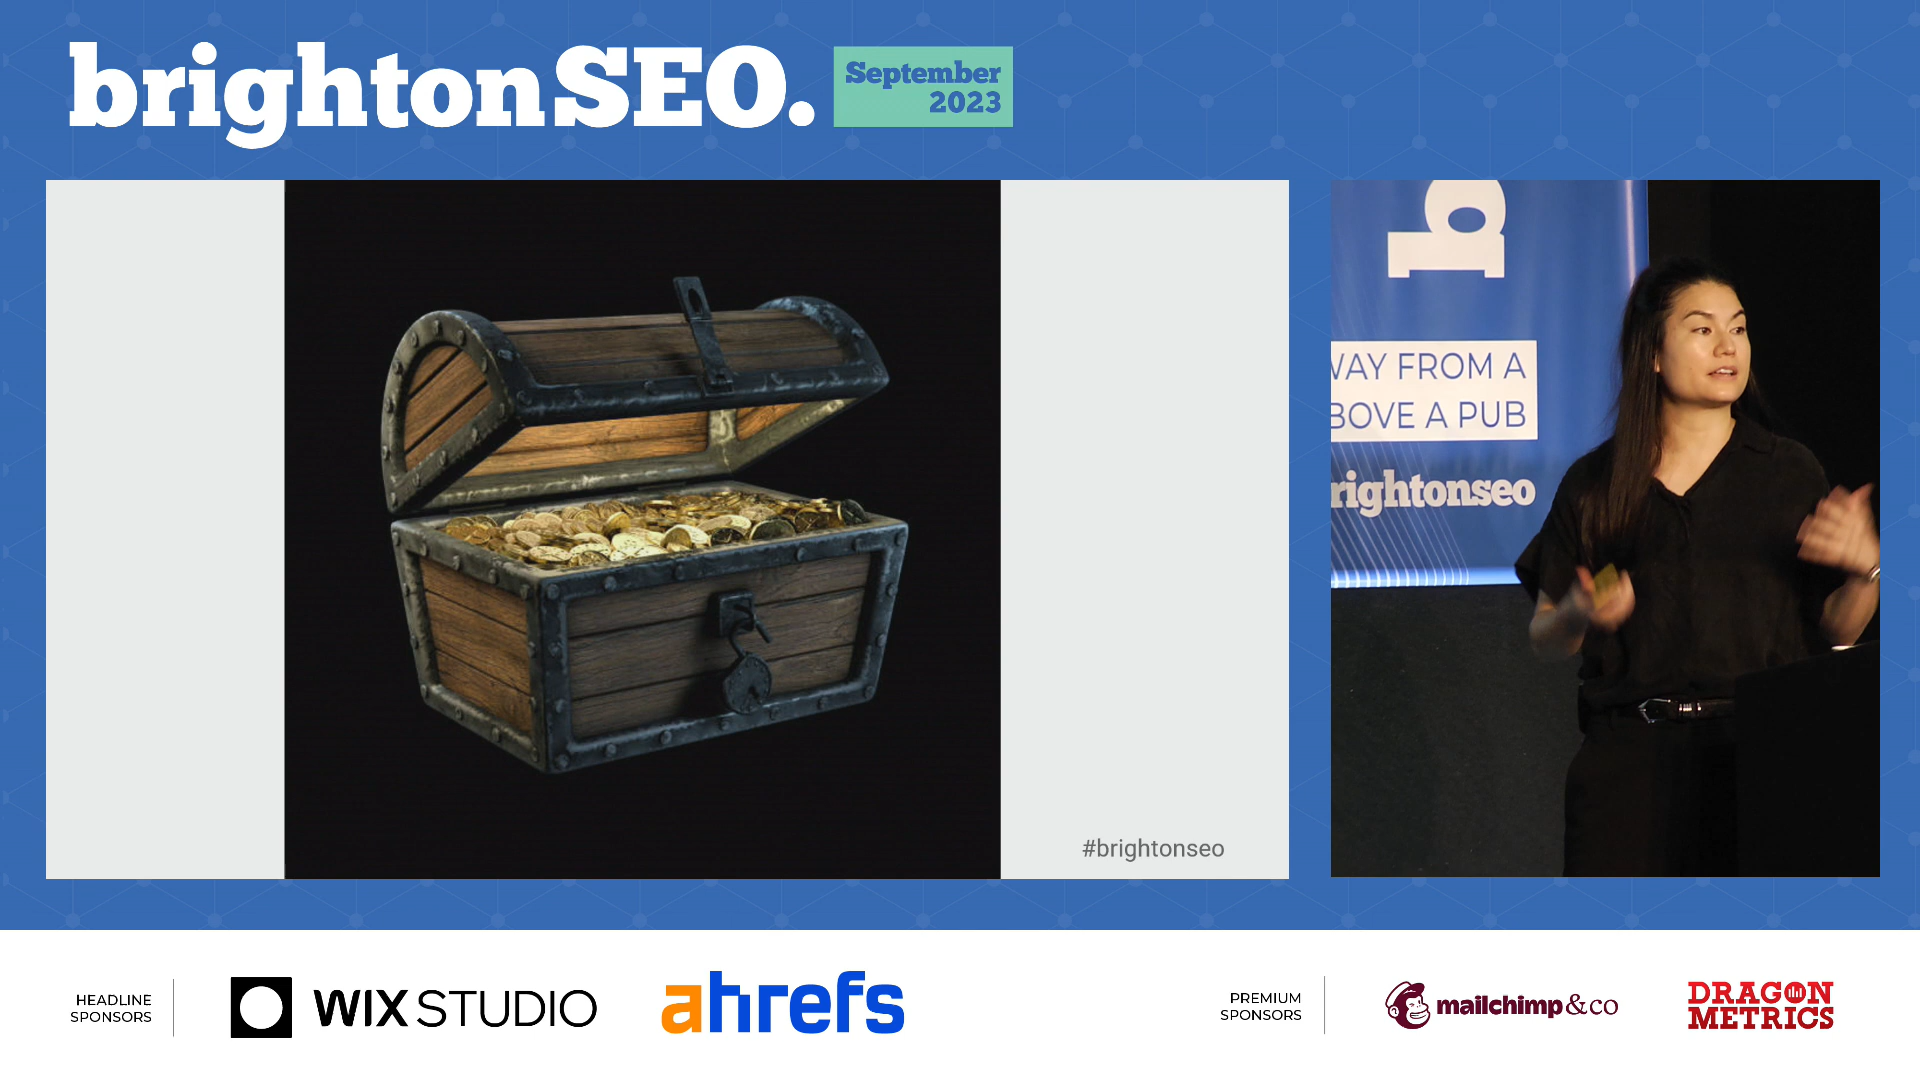 brightonSEO.
September
2023
#brightonseo
b
WAY FROM A
BOVE A PUB
rightonseo
HEADLINE
SPONSORS
WIX STUDIO
ahrefs
PREMIUM
SPONSORS
mailchimp & co
DRAGON
METRICS